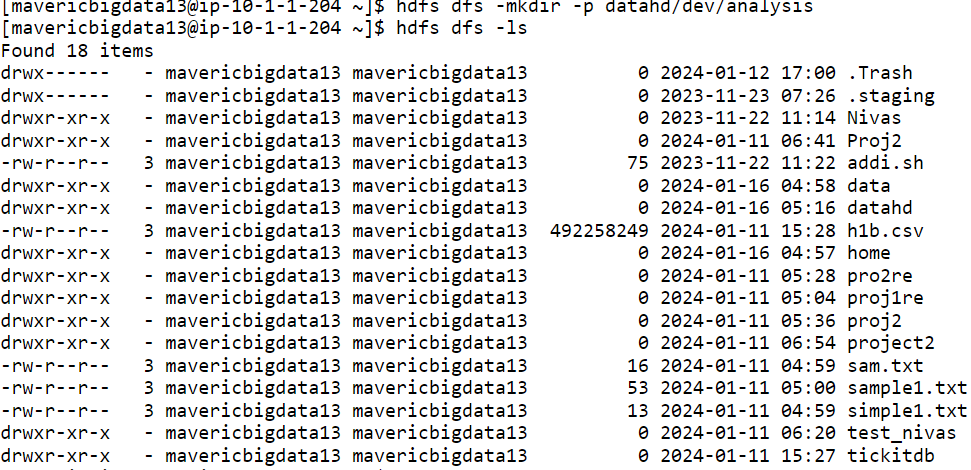 [mavericbigdata13@ip-10-1-1-204 ~]$ hdfs dfs -mkdir -p datahd/dev/analysis
[mavericbigdata13@ip-10-1-1-204 ~]$ hdfs dfs -ls
Found 18 items
drwx------   - mavericbigdata13 mavericbigdata13          0 2024-01-12 17:00 .Trash
drwx------   - mavericbigdata13 mavericbigdata13          0 2023-11-23 07:26 .staging
drwxr-xr-x   - mavericbigdata13 mavericbigdata13          0 2023-11-22 11:14 Nivas
drwxr-xr-x   - mavericbigdata13 mavericbigdata13          0 2024-01-11 06:41 Proj2
-rw-r--r--   3 mavericbigdata13 mavericbigdata13         75 2023-11-22 11:22 addi.sh
drwxr-xr-x   - mavericbigdata13 mavericbigdata13          0 2024-01-16 04:58 data
drwxr-xr-x   - mavericbigdata13 mavericbigdata13          0 2024-01-16 05:16 datahd
-rw-r--r--   3 mavericbigdata13 mavericbigdata13  492258249 2024-01-11 15:28 h1b.csv
drwxr-xr-x   - mavericbigdata13 mavericbigdata13          0 2024-01-16 04:57 home
drwxr-xr-x   - mavericbigdata13 mavericbigdata13          0 2024-01-11 05:28 pro2re
drwxr-xr-x   - mavericbigdata13 mavericbigdata13          0 2024-01-11 05:04 proj1re
drwxr-xr-x   - mavericbigdata13 mavericbigdata13          0 2024-01-11 05:36 proj2
drwxr-xr-x   - mavericbigdata13 mavericbigdata13          0 2024-01-11 06:54 project2
-rw-r--r--   3 mavericbigdata13 mavericbigdata13         16 2024-01-11 04:59 sam.txt
-rw-r--r--   3 mavericbigdata13 mavericbigdata13         53 2024-01-11 05:00 sample1.txt
-rw-r--r--   3 mavericbigdata13 mavericbigdata13         13 2024-01-11 04:59 simple1.txt
drwxr-xr-x   - mavericbigdata13 mavericbigdata13          0 2024-01-11 06:20 test_nivas
drwxr-xr-x   - mavericbigdata13 mavericbigdata13          0 2024-01-11 15:27 tickitdb